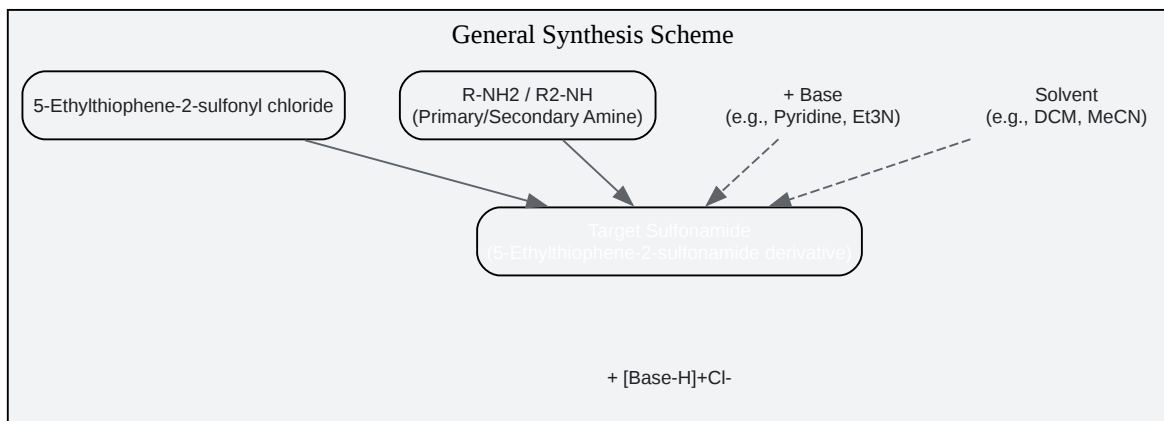 General Synthesis Scheme
5-Ethylthiophene-2-sulfonyl chloride
R-NH2 / R2-NH
(Primary/Secondary Amine)
+ Base
(e.g., Pyridine, Et3N)
Solvent
(e.g., DCM, MeCN)
Target Sulfonamide
(5-Ethylthiophene-2-sulfonamide derivative)
+ [Base-H]+Cl-